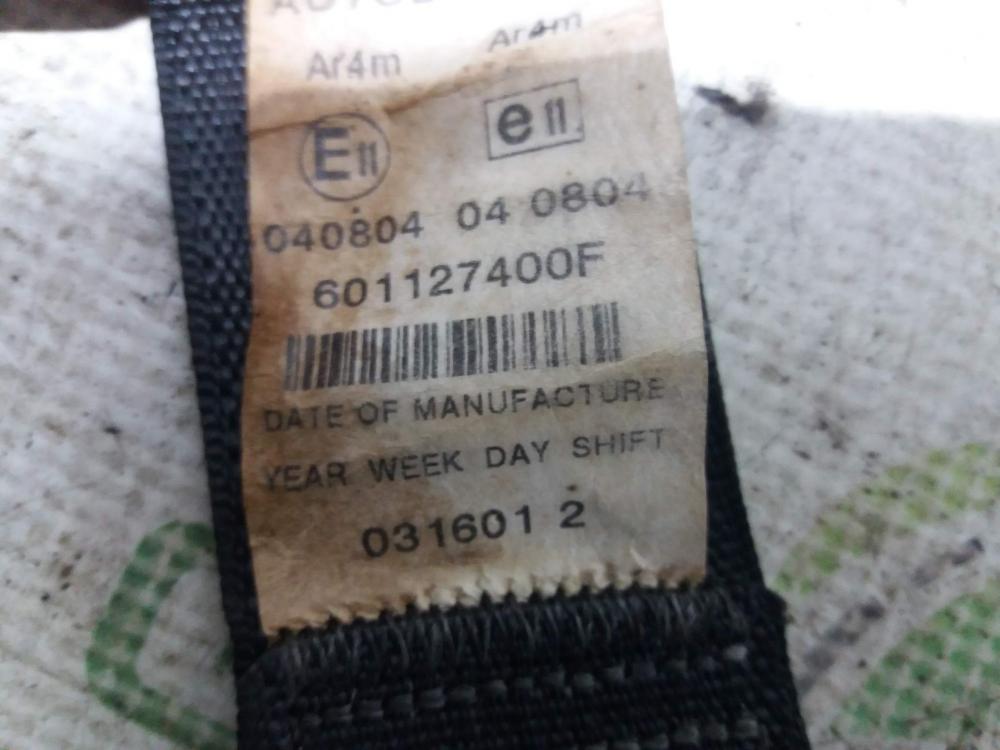 Ar4m Ar4m
E11 e11
040804 04 0804
601127400F
DATE OF MANUFACTURE
YEAR WEEK DAY SHIFT
031601 2